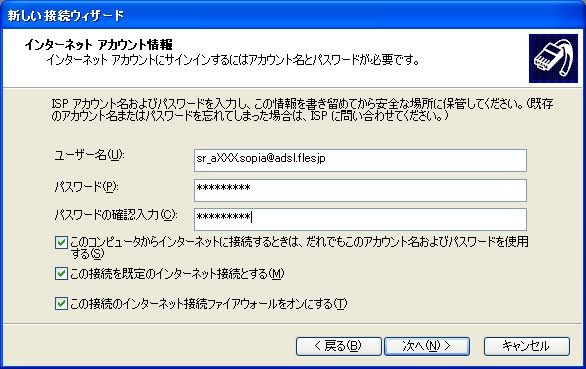 新しい接続ウィザード
インターネット アカウント情報
インターネット アカウントにサインインするにはアカウント名とパスワードが必要です。
ISP アカウント名およびパスワードを入力し、この情報を書き留めてから安全な場所に保管してください。(既存
のアカウント名またはパスワードを忘れてしまった場合は、ISP に問い合わせてください。)
ユーザー名(U):
sr_aXXX.sopia@adsl.flesjp
パスワード(P):
*********
パスワードの確認入力(C):
*********
このコンピュータからインターネットに接続するときは、だれでもこのアカウント名およびパスワードを使用
する(S)
この接続を既定のインターネット接続とする(M)
この接続のインターネット接続ファイアウォールをオンにする(T)
< 戻る(B)
次へ(N) >
キャンセル